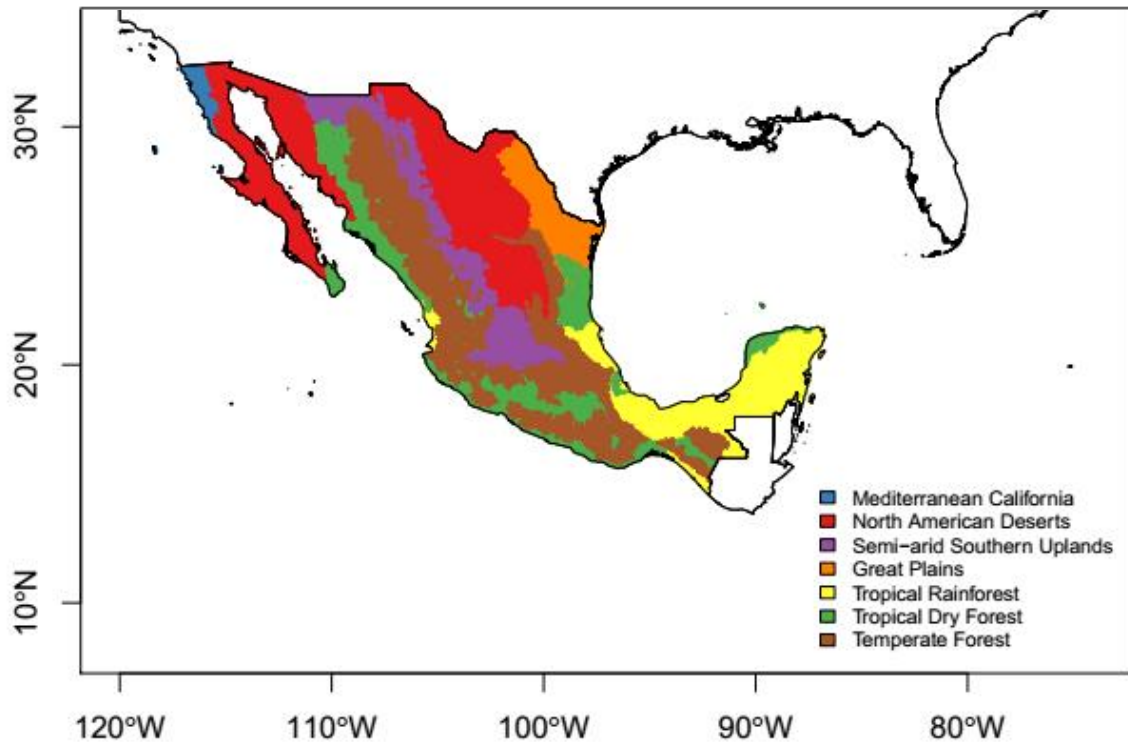 30°N
20°N
10°N
Mediterranean California
North American Deserts
Semi−arid Southern Uplands
Great Plains
Tropical Rainforest
Tropical Dry Forest
Temperate Forest
120°W
110°W
100°W
90°W
80°W